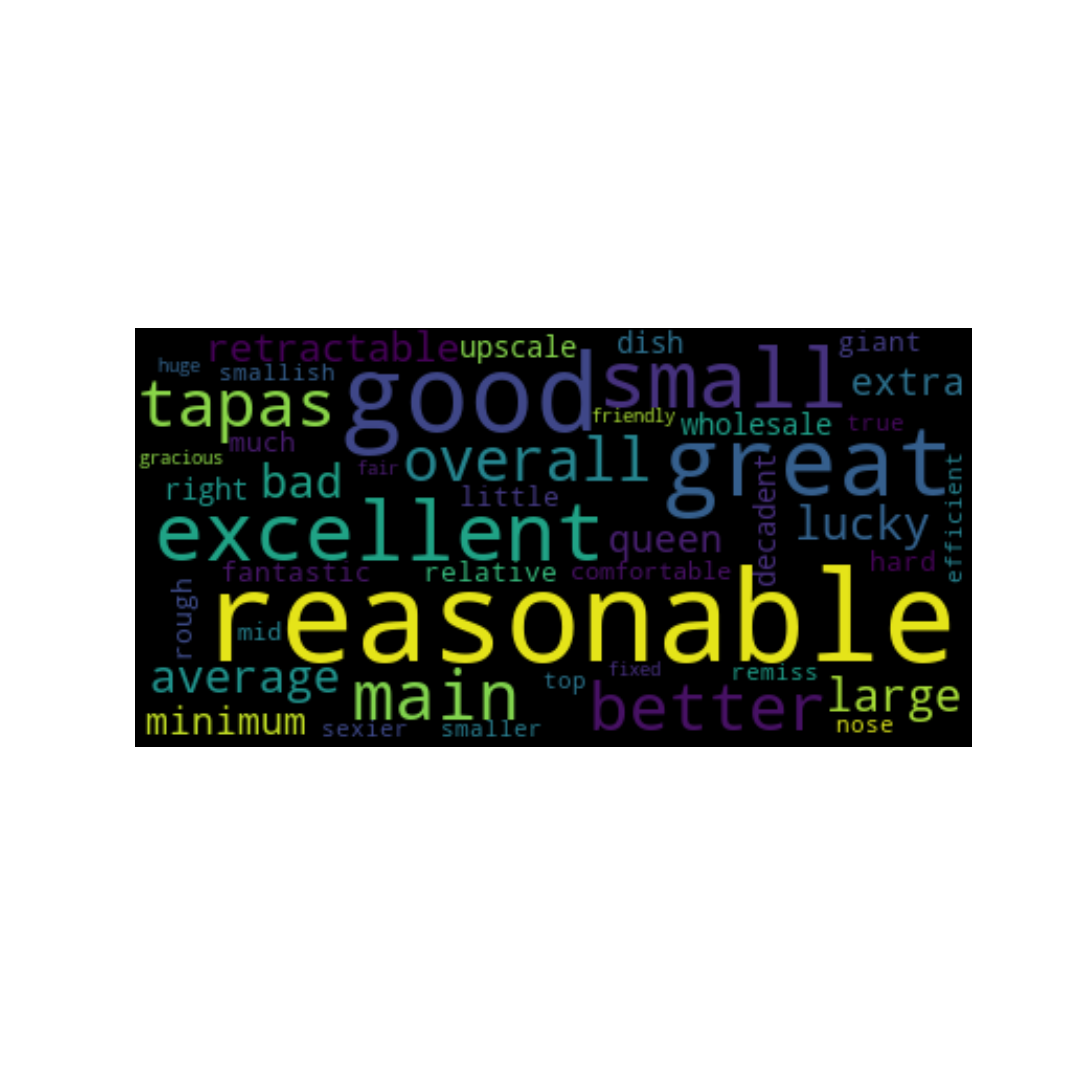 retractable
upscale
dish
giant
huge
smallish
good
small
extra
tapas
friendly
wholesale
true
much
gracious
fair
overall
great
right
bad
little
decadent
efficient
excellent
queen
lucky
fantastic
relative
comfortable
hard
rough
mid
reasonable
average
main
top
fixed
remiss
better
large
minimum
sexier
smaller
nose